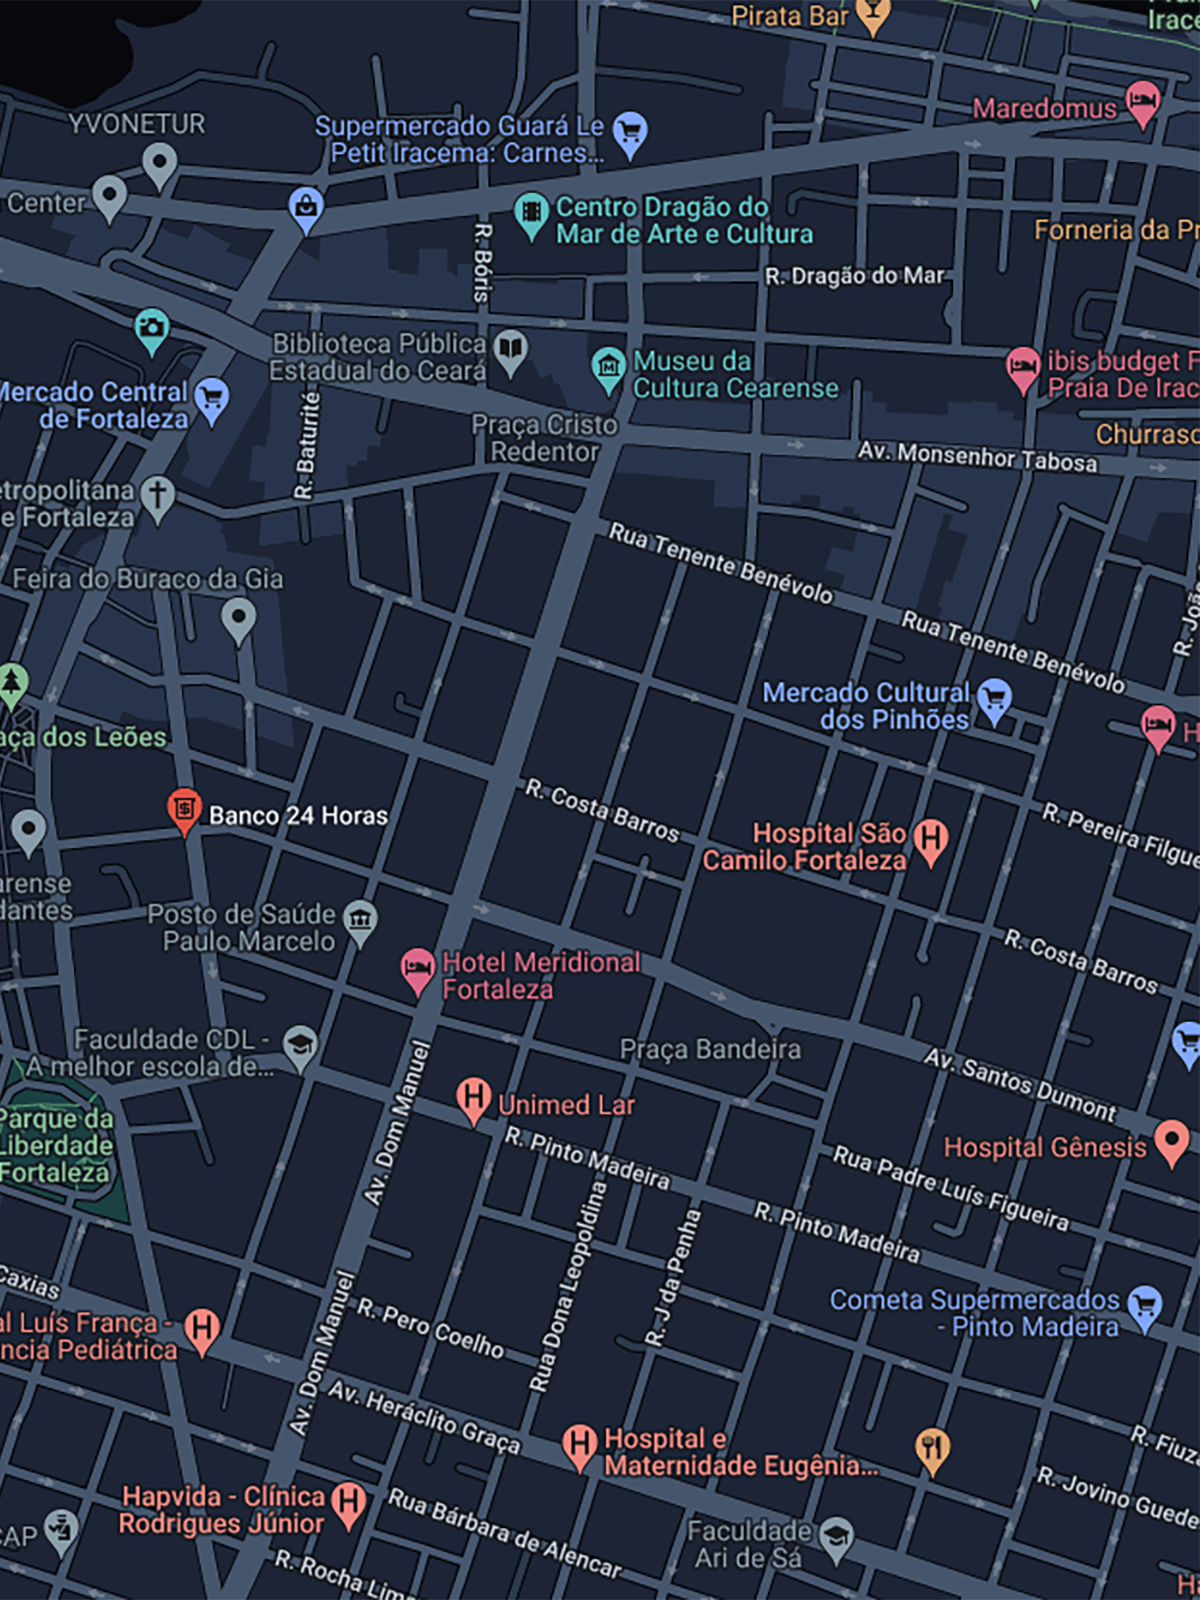 Pirata Bar
Irace
Maredomus
YVONETUR
Supermercado Guará Le
Petit Iracema: Carnes...
Center
Centro Dragão do
Mar de Arte e Cultura
Forneria da Pr
R. Bóris
R. Dragão do Mar
Biblioteca Pública
Estadual do Ceará
Museu da
Cultura Cearense
ibis budget F
Praia De Irac
Mercado Central
de Fortaleza
R. Baturité
Praça Cristo
Redentor
Churrasc
Av. Monsenhor Tabosa
etropolitana
e Fortaleza
Rua Tenente Benévolo
Feira do Buraco da Gia
R. João
Rua Tenente Benévolo
Mercado Cultural
dos Pinhões
H
aça dos Leões
R. Costa Barros
Banco 24 Horas
R. Pereira Filgue
Hospital São
Camilo Fortaleza
arense
dantes
Posto de Saúde
Paulo Marcelo
R. Costa Barros
Hotel Meridional
Fortaleza
Faculdade CDL -
A melhor escola de...
Praça Bandeira
Av. Santos Dumont
Av. Dom Manuel
Unimed Lar
Parque da
Liberdade
Fortaleza
R. Pinto Madeira
Hospital Gênesis
Rua Padre Luís Figueira
R. Pinto Madeira
Rua Dona Leopoldina
R. J da Penha
Caxias
Av. Dom Manuel
R. Pero Coelho
Cometa Supermercados
- Pinto Madeira
al Luís França -
ncia Pediátrica
Av. Heráclito Graça
Hospital e
Maternidade Eugênia...
R. Fiuza
R. Jovino Guede
Hapvida - Clínica
Rodrigues Júnior
Rua Bárbara de Alencar
CAP
Faculdade
Ari de Sá
R. Rocha Lim
Ha